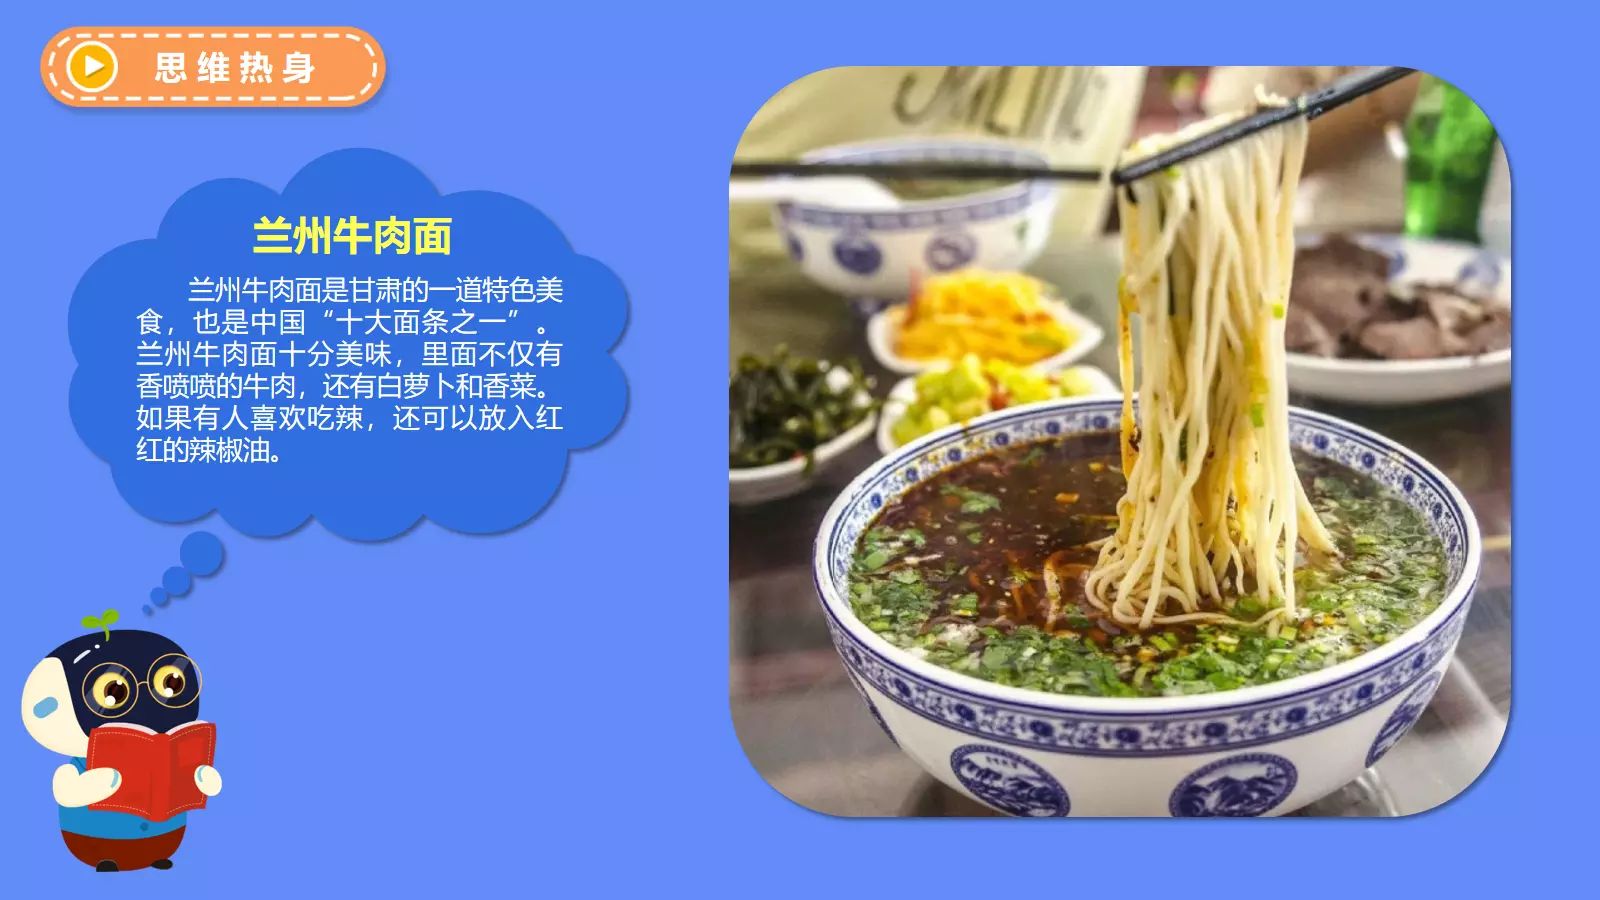 思维热身
兰州牛肉面
兰州牛肉面是甘肃的一道特色美
食，也是中国“十大面条之一”。
兰州牛肉面十分美味，里面不仅有
香喷喷的牛肉，还有白萝卜和香菜。
如果有人喜欢吃辣，还可以放入红
红的辣椒油。